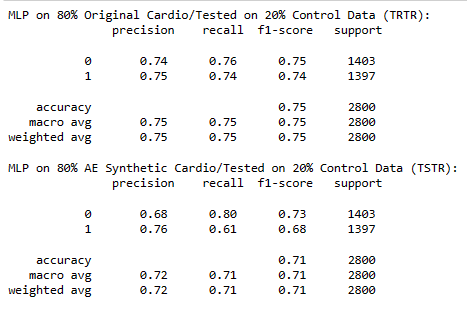 MLP on 80% Original Cardio/Tested on 20% Control Data (TRTR):
precision recall f1-score support
0 0.74 0.76 0.75 1403
1 0.75 0.74 0.74 1397
accuracy 0.75 2800
macro avg 0.75 0.75 0.75 2800
weighted avg 0.75 0.75 0.75 2800
MLP on 80% AE Synthetic Cardio/Tested on 20% Control Data (TSTR):
precision recall f1-score support
0 0.68 0.80 0.73 1403
1 0.76 0.61 0.68 1397
accuracy 0.71 2800
macro avg 0.72 0.71 0.71 2800
weighted avg 0.72 0.71 0.71 2800